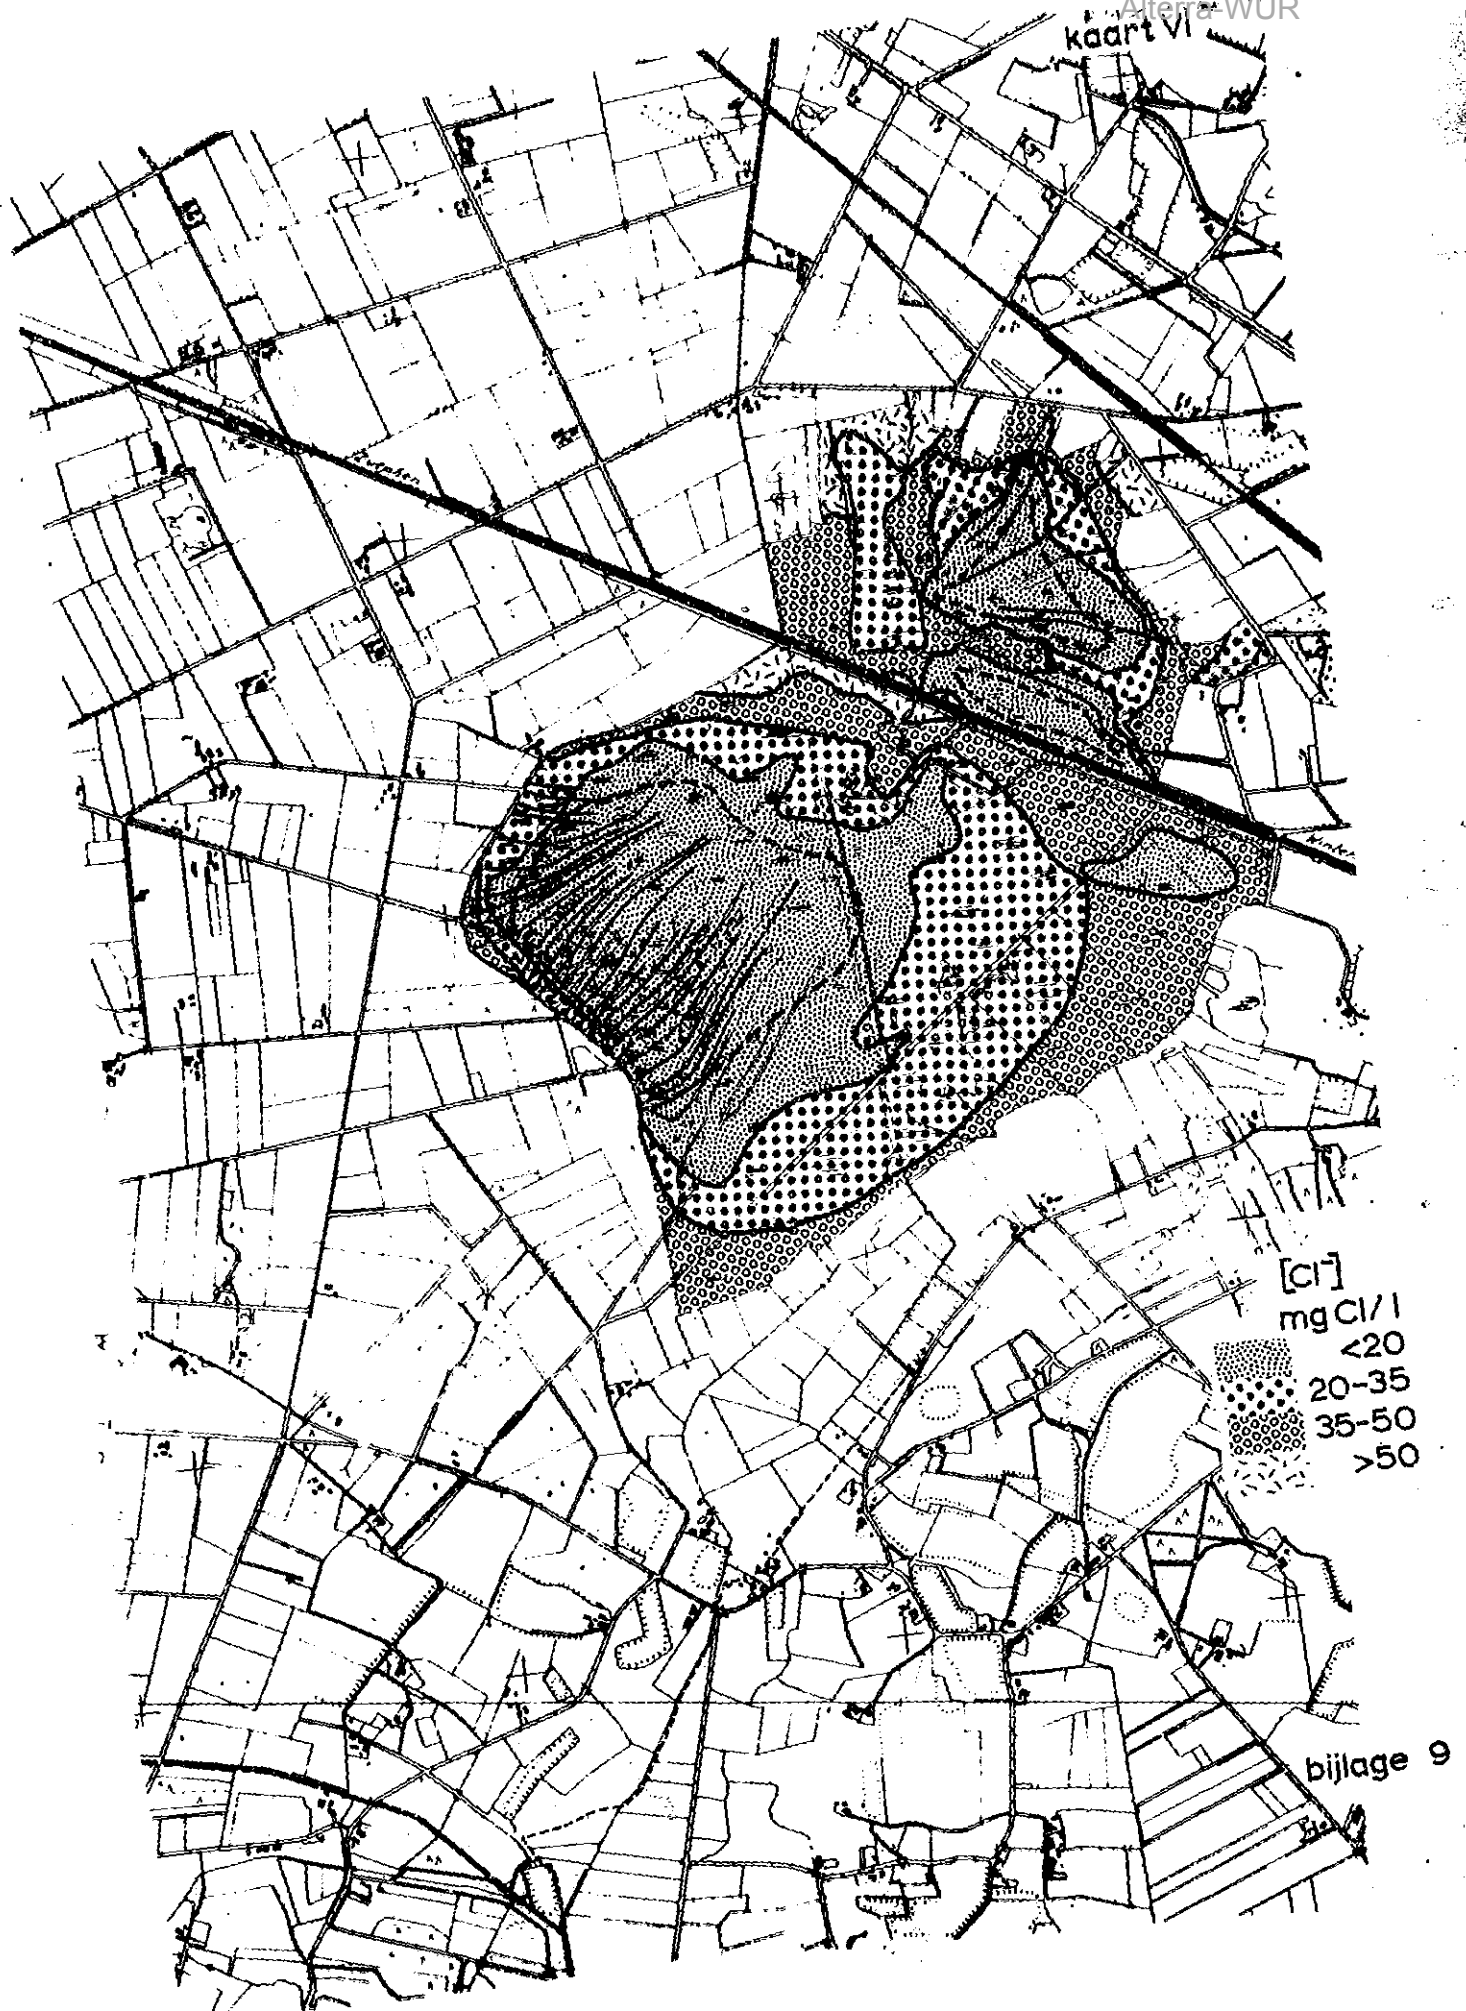 Alterra-WUR
kaart VI
[Cl⁻]
mg Cl/l
<20
20-35
35-50
>50
bijlage 9